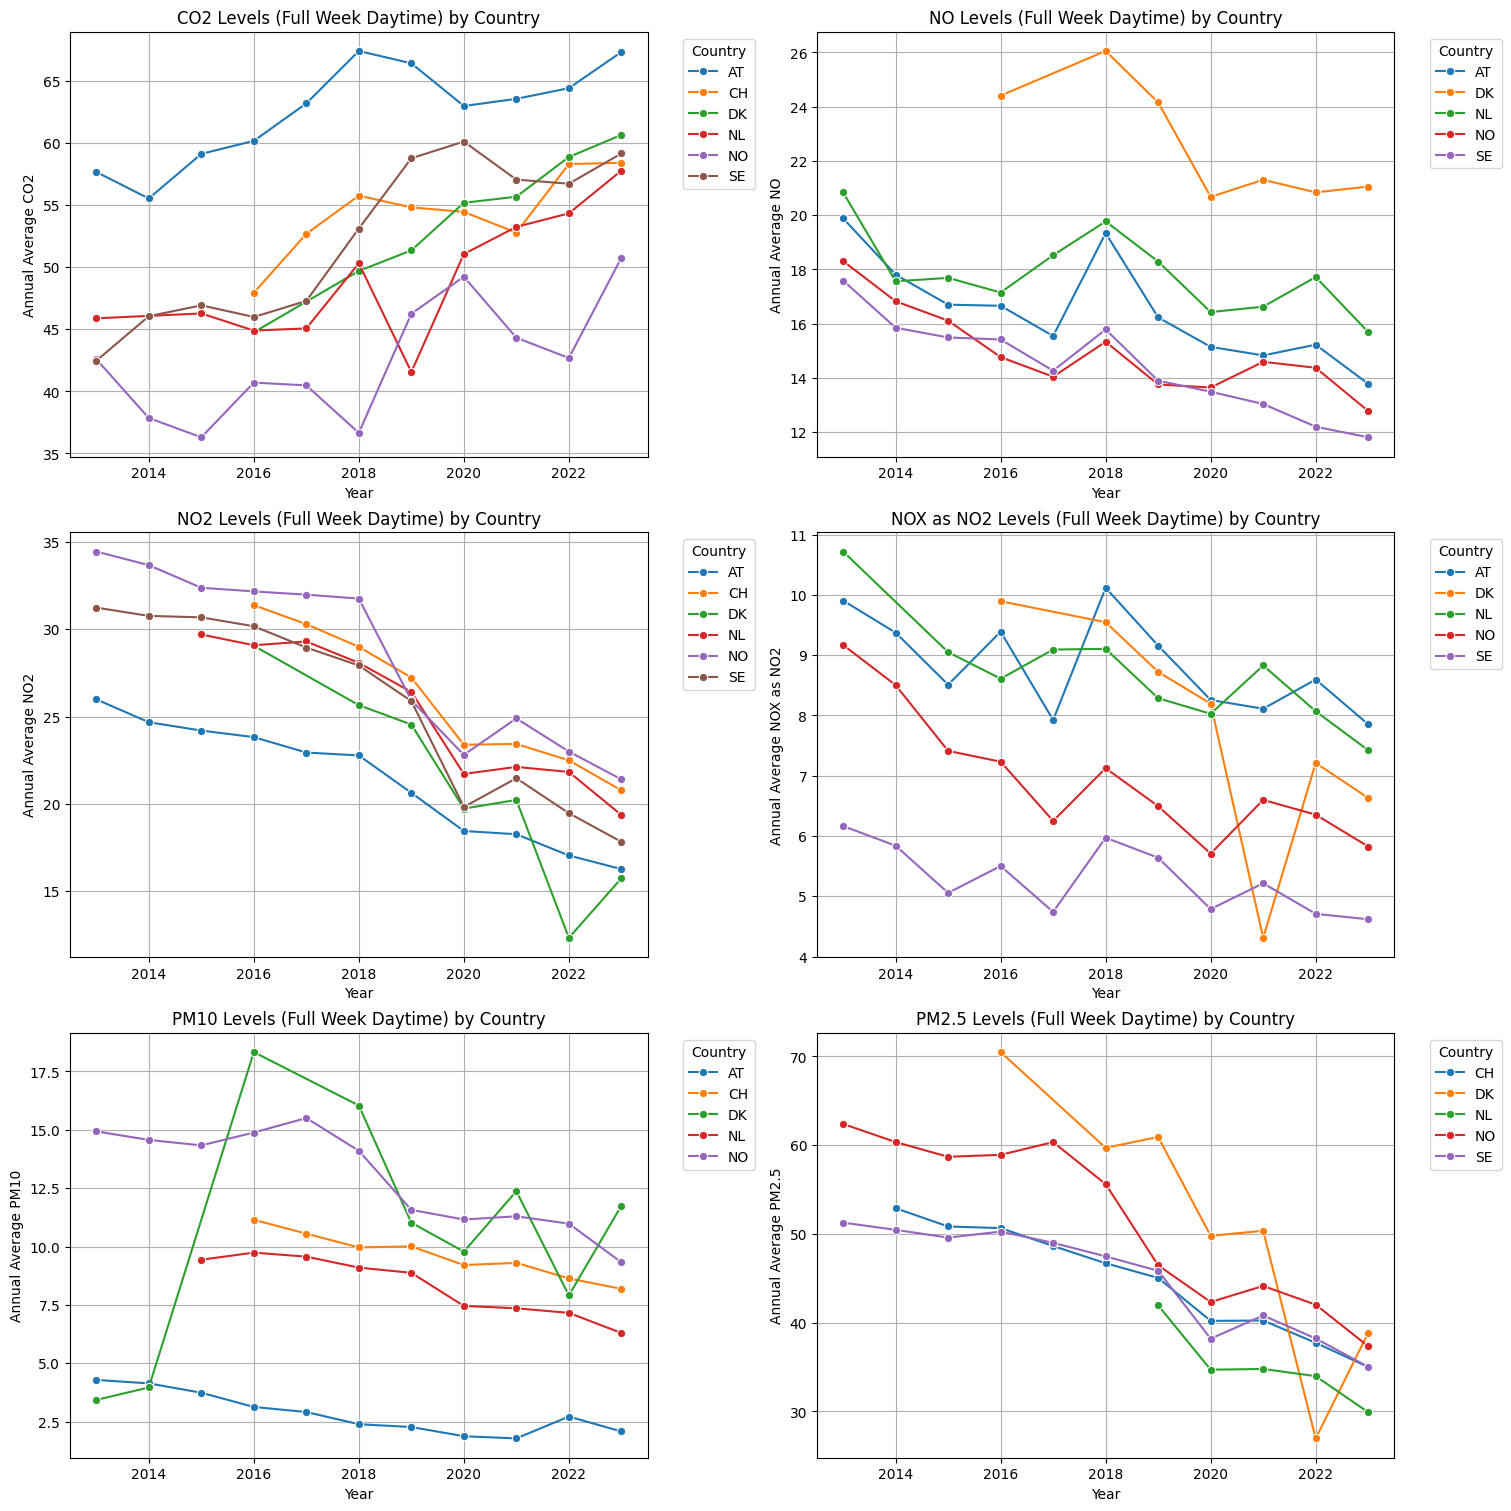 CO2 Levels (Full Week Daytime) by Country
Annual Average CO2
65
60
55
50
45
40
35
2014 2016 2018 2020 2022
Year
Country
AT
CH
DK
NL
NO
SE
NO Levels (Full Week Daytime) by Country
Annual Average NO
26
24
22
20
18
16
14
12
2014 2016 2018 2020 2022
Year
Country
AT
DK
NL
NO
SE
NO2 Levels (Full Week Daytime) by Country
Annual Average NO2
35
30
25
20
15
2014 2016 2018 2020 2022
Year
Country
AT
CH
DK
NL
NO
SE
NOX as NO2 Levels (Full Week Daytime) by Country
Annual Average NOX as NO2
11
10
9
8
7
6
5
4
2014 2016 2018 2020 2022
Year
Country
AT
DK
NL
NO
SE
PM10 Levels (Full Week Daytime) by Country
Annual Average PM10
17.5
15.0
12.5
10.0
7.5
5.0
2.5
2014 2016 2018 2020 2022
Year
Country
AT
CH
DK
NL
NO
PM2.5 Levels (Full Week Daytime) by Country
Annual Average PM2.5
70
60
50
40
30
2014 2016 2018 2020 2022
Year
Country
CH
DK
NL
NO
SE